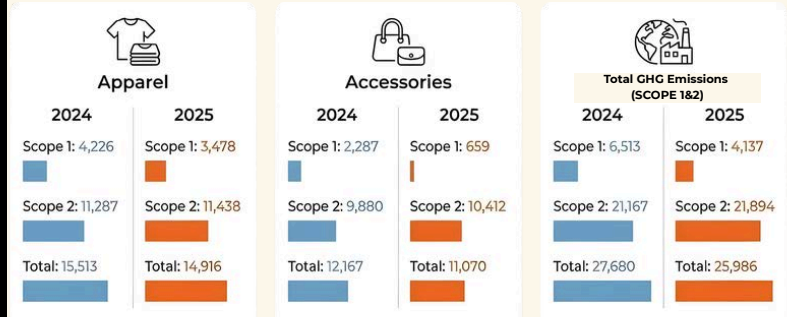 Apparel
2024 2025
Scope 1: 4,226 Scope 1: 3,478
Scope 2: 11,287 Scope 2: 11,438
Total: 15,513 Total: 14,916
Accessories
2024 2025
Scope 1: 2,287 Scope 1: 659
Scope 2: 9,880 Scope 2: 10,412
Total: 12,167 Total: 11,070
Total GHG Emissions
(SCOPE 1&2)
2024 2025
Scope 1: 6,513 Scope 1: 4,137
Scope 2: 21,167 Scope 2: 21,894
Total: 27,680 Total: 25,986